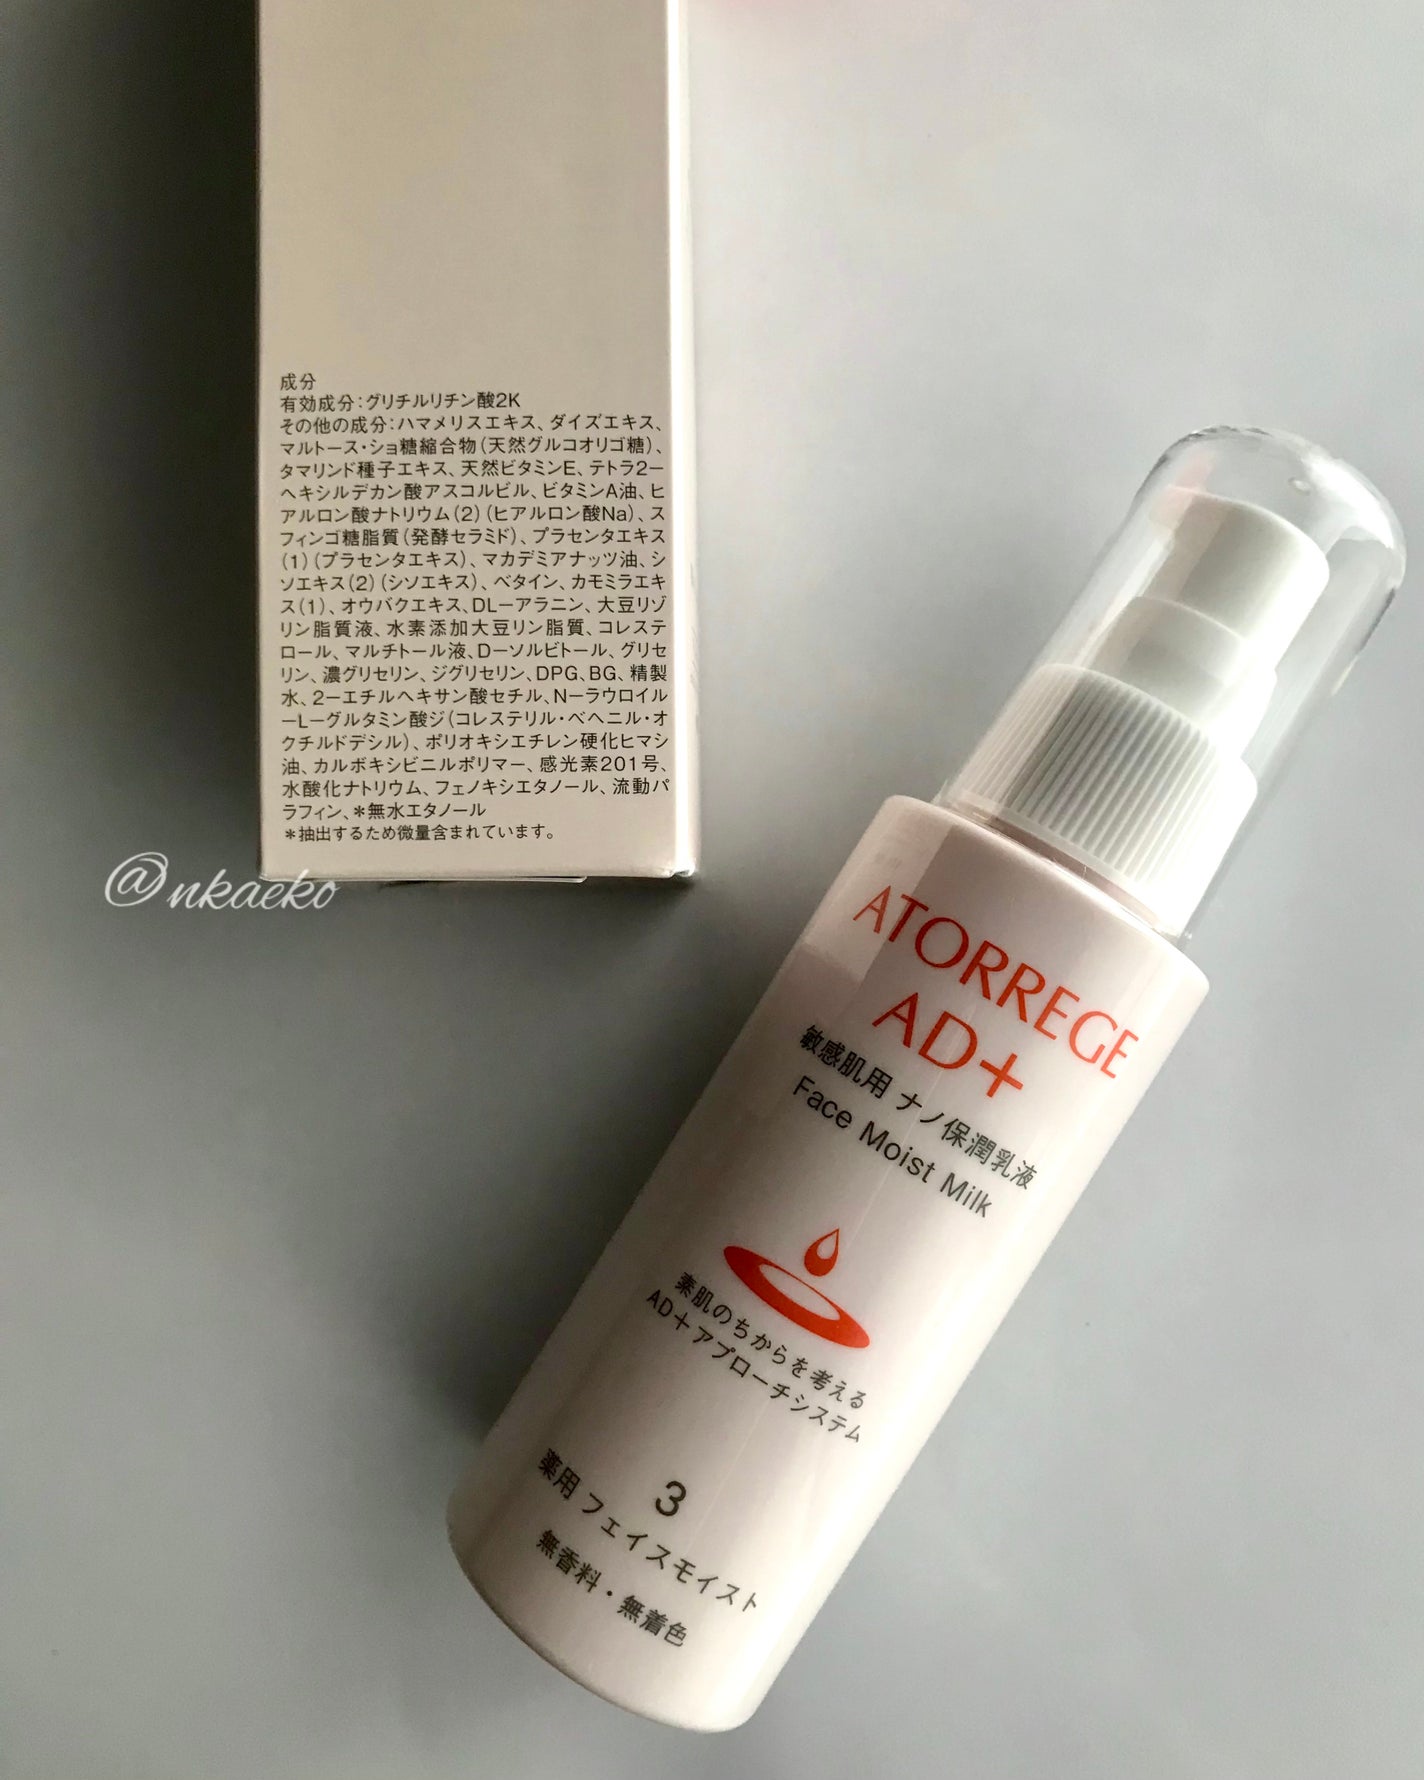 成分
有効成分:グリチルリチン酸2K
その他の成分:ハマメリスエキス、ダイズエキス、
マルトース・ショ糖縮合物(天然グルコオリゴ糖)、
タマリンド種子エキス、天然ビタミンE、テトラ2ー
ヘキシルデカン酸アスコルビル、ビタミンA油、ヒ
アルロン酸ナトリウム(2)(ヒアルロン酸Na)、ス
フィンゴ糖脂質(発酵セラミド)、プラセンタエキス
(1)(プラセンタエキス)、マカデミアナッツ油、シ
ソエキス(2)(シソエキス)、ベタイン、カモミラエキ
ス(1)、オウバクエキス、DLーアラニン、大豆リゾ
リン脂質液、水素添加大豆リン脂質、コレステ
ロール、マルチトール液、Dーソルビトール、グリセ
リン、濃グリセリン、ジグリセリン、DPG、BG、精製
水、2ーエチルヘキサン酸セチル、Nーラウロイル
ーLーグルタミン酸ジ(コレステリル・ベヘニル・オ
クチルドデシル)、ポリオキシエチレン硬化ヒマシ
油、カルボキシビニルポリマー、感光素201号、
水酸化ナトリウム、フェノキシエタノール、流動パ
ラフィン、*無水エタノール
*抽出するため微量含まれています。
@nkaeko
ATORREGE
AD+
敏感肌用 ナノ保潤乳液
Face Moist Milk
素肌のちからを考える
AD+アプローチシステム
3
薬用 フェイスモイスト
無香料・無着色